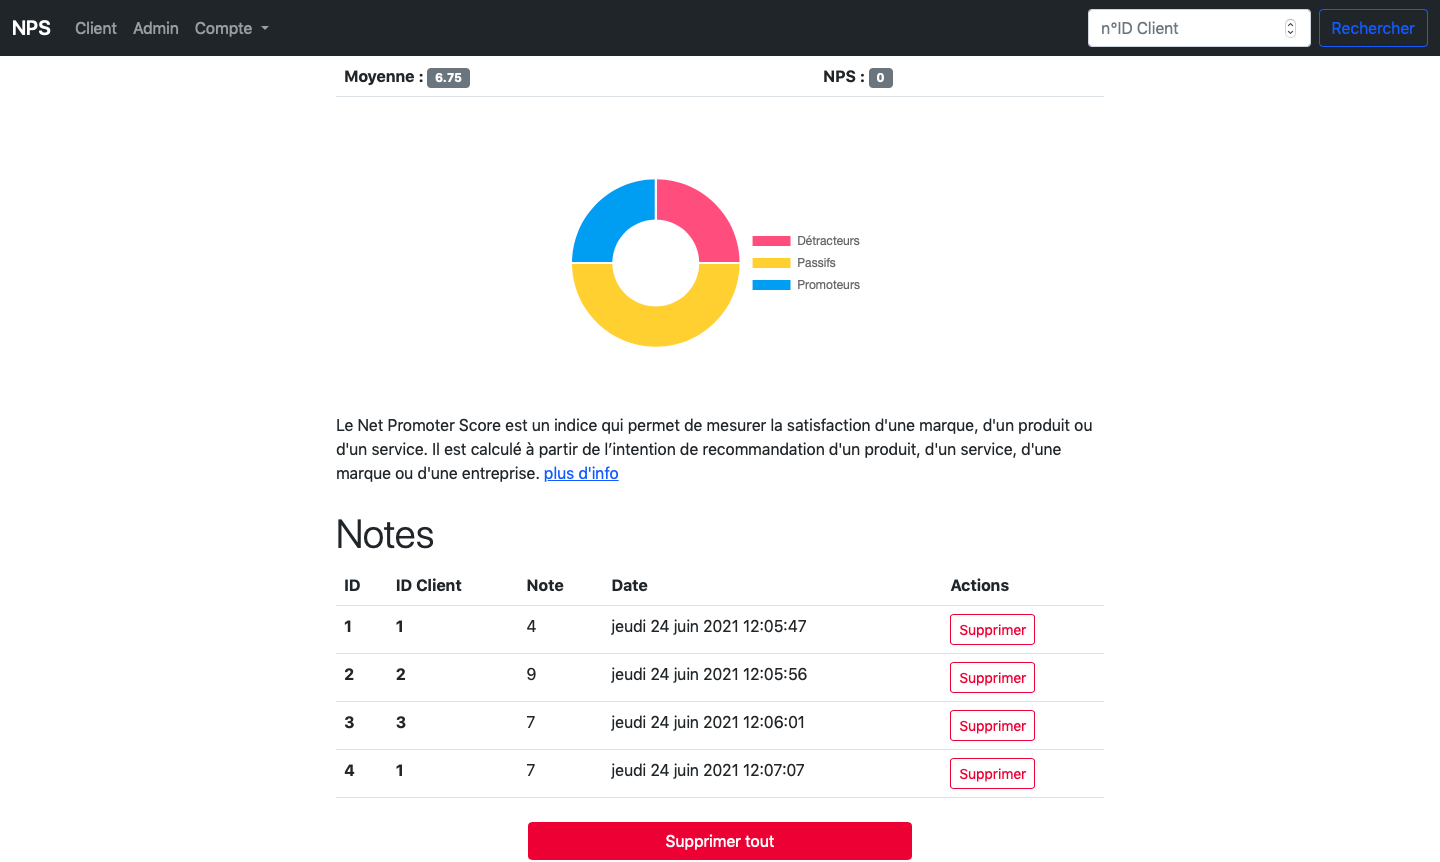 NPS Client Admin Compte n°ID Client Rechercher
Moyenne : 6.75 NPS : 0
Détracteurs
Passifs
Promoteurs
Le Net Promoter Score est un indice qui permet de mesurer la satisfaction d'une marque, d'un produit ou
d'un service. Il est calculé à partir de l’intention de recommandation d'un produit, d'un service, d'une
marque ou d'une entreprise. plus d'info
Notes
ID ID Client Note Date Actions
1 1 4 jeudi 24 juin 2021 12:05:47 Supprimer
2 2 9 jeudi 24 juin 2021 12:05:56 Supprimer
3 3 7 jeudi 24 juin 2021 12:06:01 Supprimer
4 1 7 jeudi 24 juin 2021 12:07:07 Supprimer
Supprimer tout